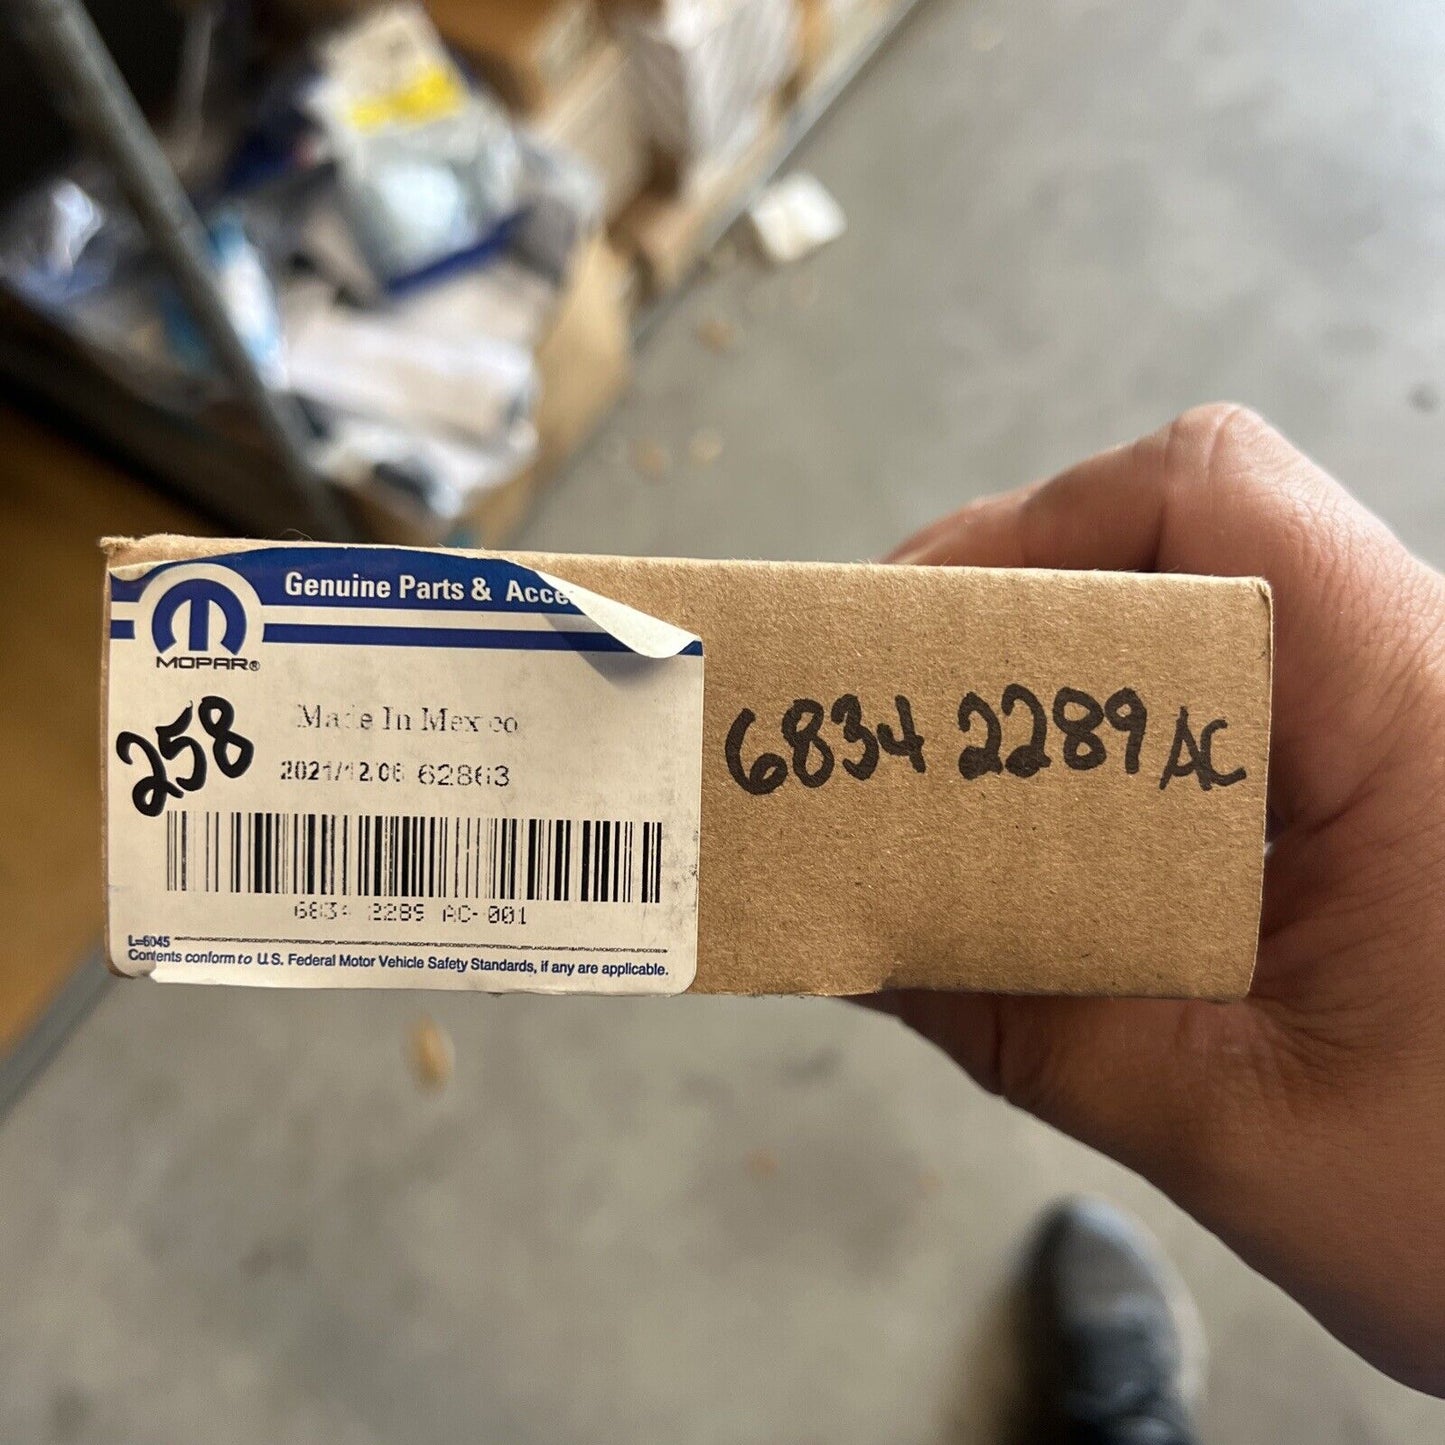 Genuine Parts & Acce
MOPAR®
258
Made In Mexico
2021/12/06 62863
6834 2289 AC-001
L=6045
Contents conform to U.S. Federal Motor Vehicle Safety Standards, if any are applicable.
6834 2289 AC